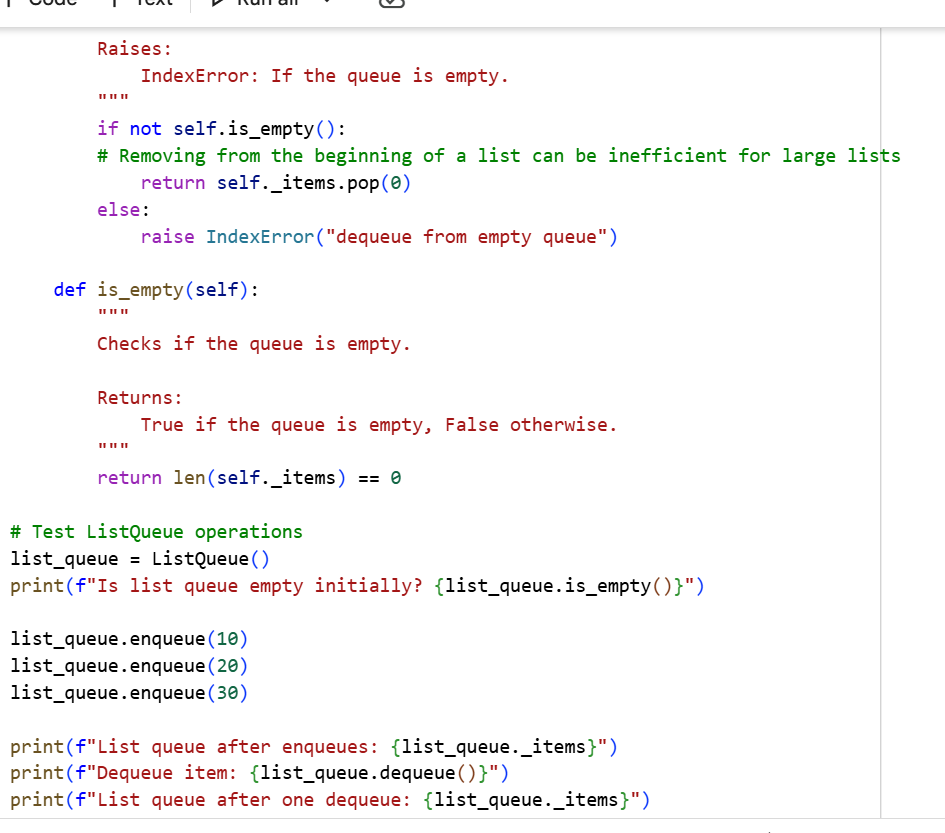 Code Text Run all
        Raises:
            IndexError: If the queue is empty.
        """
        if not self.is_empty():
        # Removing from the beginning of a list can be inefficient for large lists
            return self._items.pop(0)
        else:
            raise IndexError("dequeue from empty queue")

    def is_empty(self):
        """
        Checks if the queue is empty.

        Returns:
            True if the queue is empty, False otherwise.
        """
        return len(self._items) == 0

# Test ListQueue operations
list_queue = ListQueue()
print(f"Is list queue empty initially? {list_queue.is_empty()}")

list_queue.enqueue(10)
list_queue.enqueue(20)
list_queue.enqueue(30)

print(f"List queue after enqueues: {list_queue._items}")
print(f"Dequeue item: {list_queue.dequeue()}")
print(f"List queue after one dequeue: {list_queue._items}")